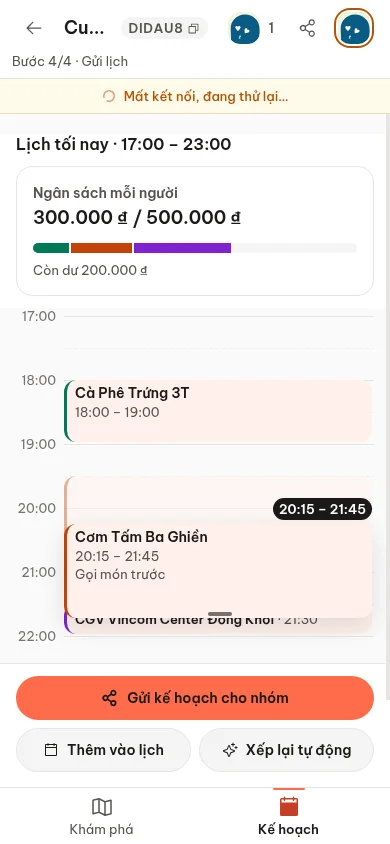 Cu...
DIDAU8
1
Bước 4/4 · Gửi lịch
Mất kết nối, đang thử lại...
Lịch tối nay · 17:00 – 23:00
Ngân sách mỗi người
300.000 ₫ / 500.000 ₫
Còn dư 200.000 ₫
17:00
18:00
Cà Phê Trứng 3T
18:00 – 19:00
19:00
20:00
20:15 – 21:45
Cơm Tấm Ba Ghiền
20:15 – 21:45
Gọi món trước
21:00
CGV Vincom Center Đồng Khởi · 21:30
22:00
Gửi kế hoạch cho nhóm
Thêm vào lịch
Xếp lại tự động
Khám phá
Kế hoạch